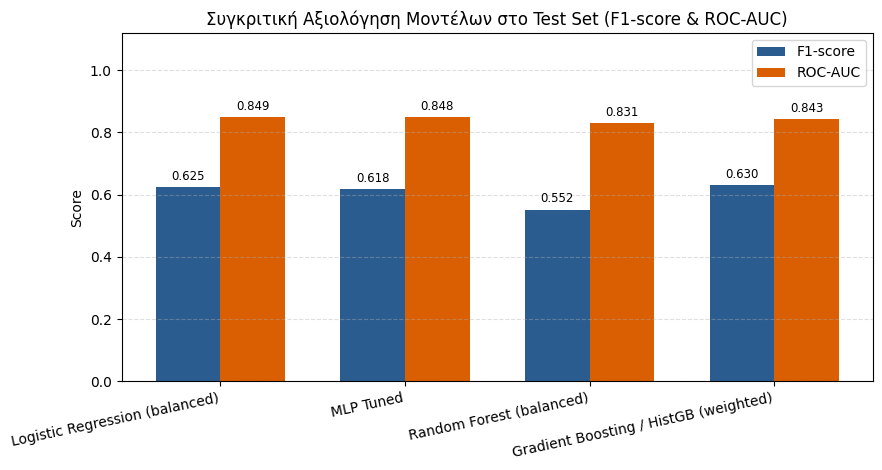 Συγκριτική Αξιολόγηση Μοντέλων στο Test Set (F1-score & ROC-AUC)
F1-score
ROC-AUC
Score
1.0
0.8
0.6
0.4
0.2
0.0
0.625
0.849
0.618
0.848
0.552
0.831
0.630
0.843
Logistic Regression (balanced)
MLP Tuned
Random Forest (balanced)
Gradient Boosting / HistGB (weighted)